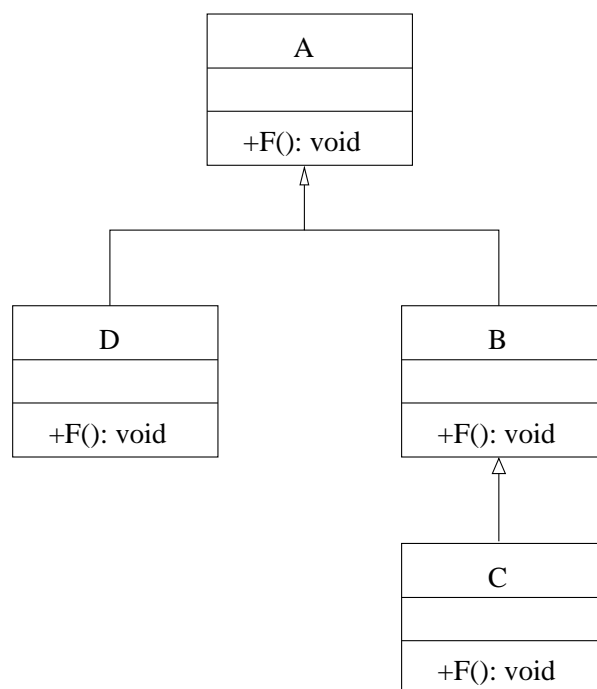 A
+F(): void
D
+F(): void
B
+F(): void
C
+F(): void